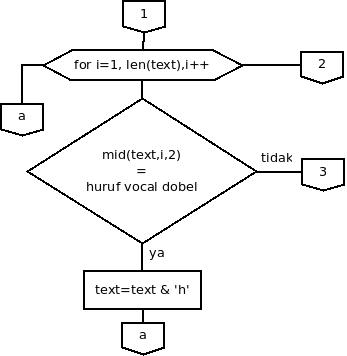 1
for i=1, len(text),i++
2
a
mid(text,i,2)
=
huruf vocal dobel
tidak
3
ya
text=text & 'h'
a